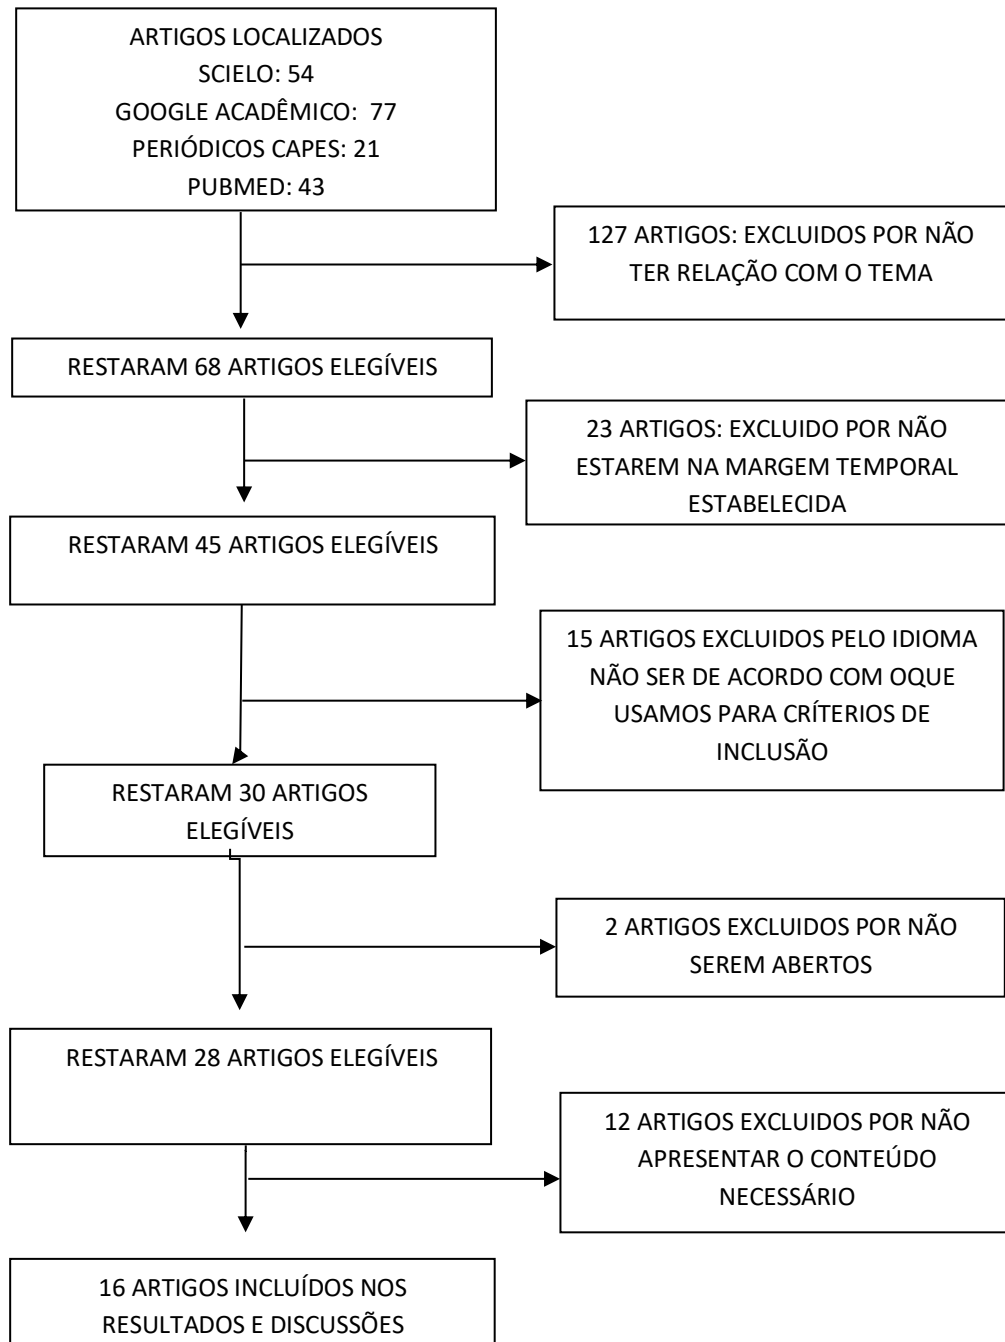 ARTIGOS LOCALIZADOS
SCIELO: 54
GOOGLE ACADÊMICO:  77
PERIÓDICOS CAPES: 21
PUBMED: 43
127 ARTIGOS: EXCLUIDOS POR NÃO
TER RELAÇÃO COM O TEMA
RESTARAM 68 ARTIGOS ELEGÍVEIS
23 ARTIGOS: EXCLUIDO POR NÃO
ESTAREM NA MARGEM TEMPORAL
ESTABELECIDA
RESTARAM 45 ARTIGOS ELEGÍVEIS
15 ARTIGOS EXCLUIDOS PELO IDIOMA
NÃO SER DE ACORDO COM OQUE
USAMOS PARA CRÍTERIOS DE
INCLUSÃO
RESTARAM 30 ARTIGOS
ELEGÍVEIS
2 ARTIGOS EXCLUIDOS POR NÃO
SEREM ABERTOS
RESTARAM 28 ARTIGOS ELEGÍVEIS
12 ARTIGOS EXCLUIDOS POR NÃO
APRESENTAR O CONTEÚDO
NECESSÁRIO
16 ARTIGOS INCLUÍDOS NOS
RESULTADOS E DISCUSSÕES